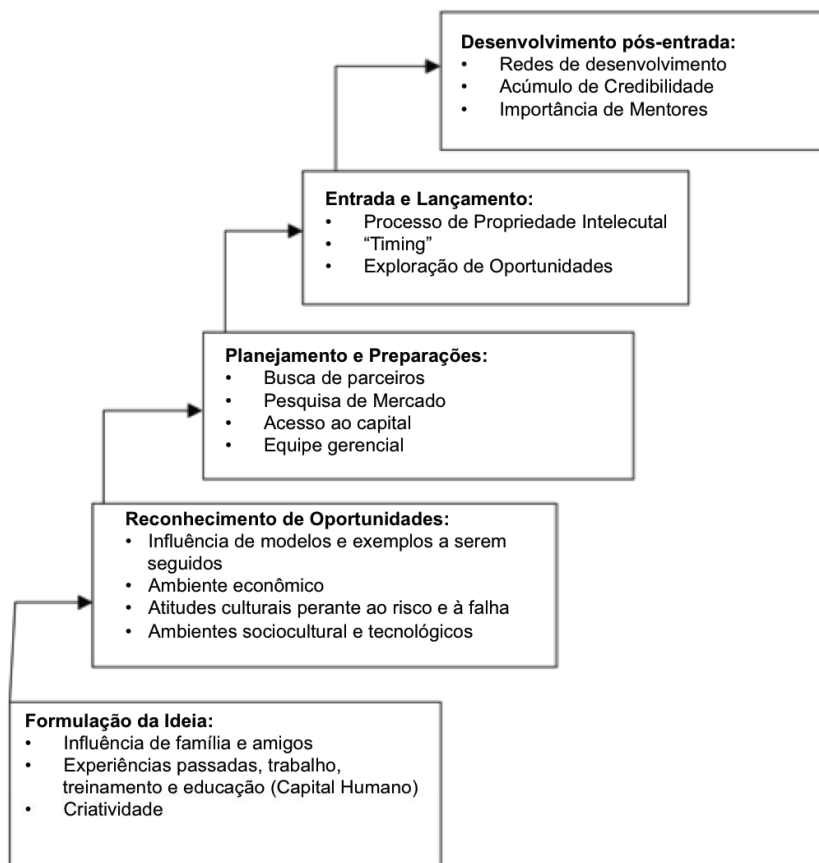 Desenvolvimento pós-entrada:
• Redes de desenvolvimento
• Acúmulo de Credibilidade
• Importância de Mentores
Entrada e Lançamento:
• Processo de Propriedade Intelecutal
• “Timing”
• Exploração de Oportunidades
Planejamento e Preparações:
• Busca de parceiros
• Pesquisa de Mercado
• Acesso ao capital
• Equipe gerencial
Reconhecimento de Oportunidades:
• Influência de modelos e exemplos a serem
seguidos
• Ambiente econômico
• Atitudes culturais perante ao risco e à falha
• Ambientes sociocultural e tecnológicos
Formulação da Ideia:
• Influência de família e amigos
• Experiências passadas, trabalho,
treinamento e educação (Capital Humano)
• Criatividade